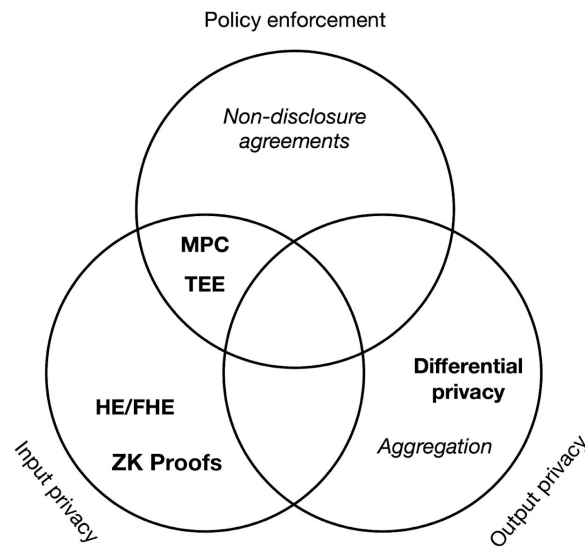 Policy enforcement
Non-disclosure
agreements
MPC
TEE
Differential
privacy
HE/FHE
Aggregation
ZK Proofs
Input privacy
Output privacy